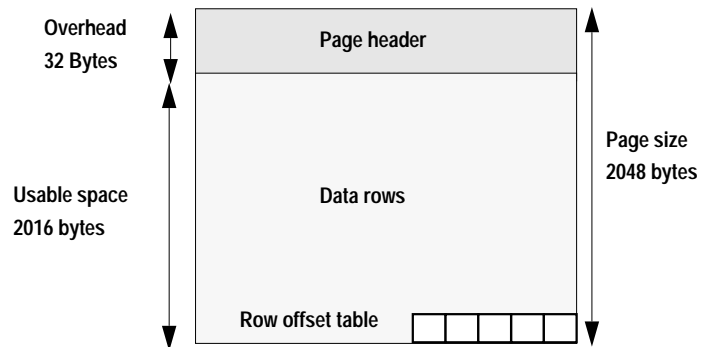 Overhead
32 Bytes
Page header
Page size
2048 bytes
Usable space
2016 bytes
Data rows
Row offset table